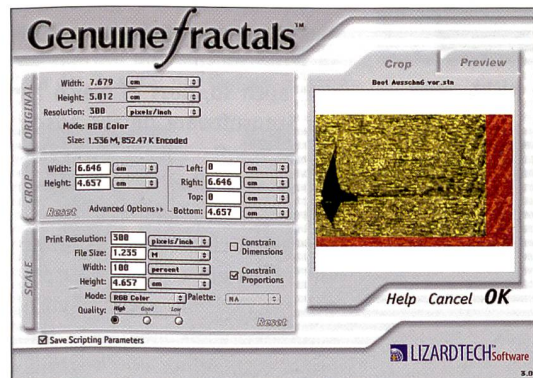 Genuine fractals™
Crop
Preview
Boot Ausschnß vor.stn
ORIGINAL
Width: 7.679 cm
Height: 5.012 cm
Resolution: 300 pixels/inch
Mode: RGB Color
Size: 1.536 M, 852.47 K Encoded
CROP
Width: 6.646 cm
Height: 4.657 cm
Left: 0 cm
Right: 6.646 cm
Top: 0 cm
Bottom: 4.657 cm
Reset
Advanced Options ▸▸
SCALE
Print Resolution: 300 pixels/inch
File Size: 1.235 M
Width: 100 percent
Height: 4.657 cm
Mode: RGB Color
Palette: NA
Quality: High Good Low
Constrain Dimensions
Constrain Proportions
Reset
Save Scripting Parameters
Help Cancel OK
LIZARDTECH Software
3.0